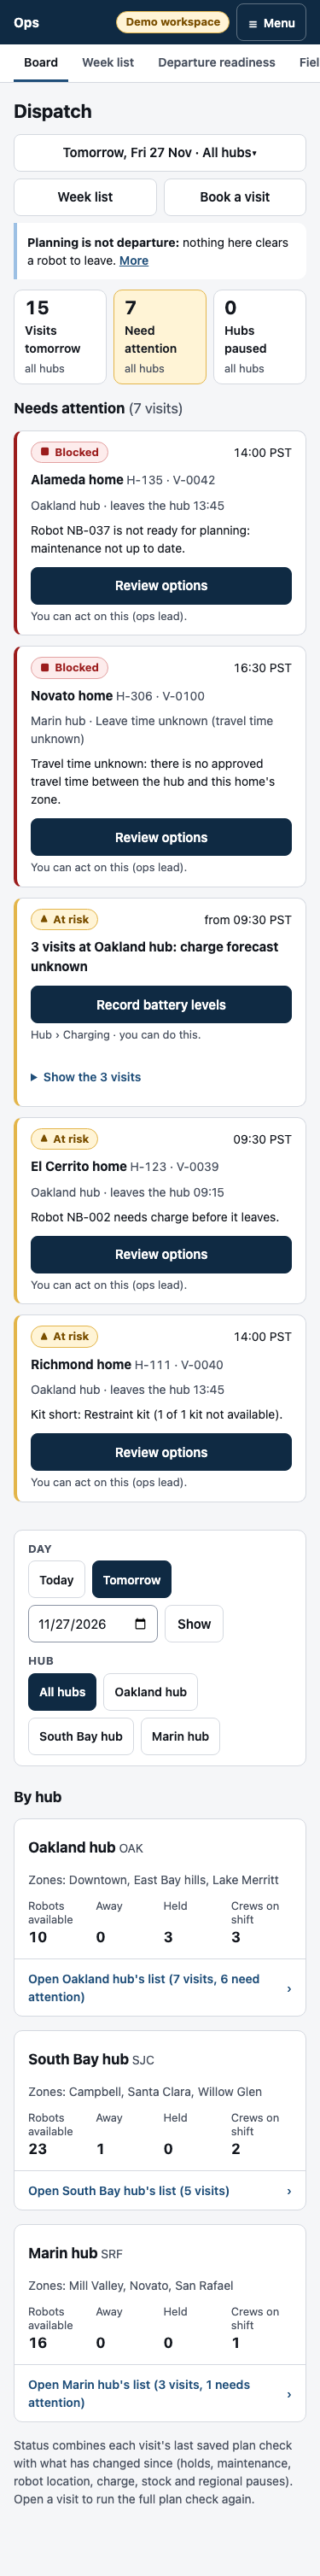 Ops
Demo workspace
≡ Menu
Board
Week list
Departure readiness
Fiel
Dispatch
Tomorrow, Fri 27 Nov · All hubs▾
Week list
Book a visit
Planning is not departure: nothing here clears
a robot to leave. More
15
Visits
tomorrow
all hubs
7
Need
attention
all hubs
0
Hubs
paused
all hubs
Needs attention (7 visits)
Blocked
14:00 PST
Alameda home H-135 · V-0042
Oakland hub · leaves the hub 13:45
Robot NB-037 is not ready for planning:
maintenance not up to date.
Review options
You can act on this (ops lead).
Blocked
16:30 PST
Novato home H-306 · V-0100
Marin hub · Leave time unknown (travel time
unknown)
Travel time unknown: there is no approved
travel time between the hub and this home's
zone.
Review options
You can act on this (ops lead).
At risk
from 09:30 PST
3 visits at Oakland hub: charge forecast
unknown
Record battery levels
Hub › Charging · you can do this.
▶ Show the 3 visits
At risk
09:30 PST
El Cerrito home H-123 · V-0039
Oakland hub · leaves the hub 09:15
Robot NB-002 needs charge before it leaves.
Review options
You can act on this (ops lead).
At risk
14:00 PST
Richmond home H-111 · V-0040
Oakland hub · leaves the hub 13:45
Kit short: Restraint kit (1 of 1 kit not available).
Review options
You can act on this (ops lead).
DAY
Today
Tomorrow
11/27/2026
Show
HUB
All hubs
Oakland hub
South Bay hub
Marin hub
By hub
Oakland hub OAK
Zones: Downtown, East Bay hills, Lake Merritt
Robots available
Away
Held
Crews on shift
10
0
3
3
Open Oakland hub's list (7 visits, 6 need
attention)
›
South Bay hub SJC
Zones: Campbell, Santa Clara, Willow Glen
Robots available
Away
Held
Crews on shift
23
1
0
2
Open South Bay hub's list (5 visits)
›
Marin hub SRF
Zones: Mill Valley, Novato, San Rafael
Robots available
Away
Held
Crews on shift
16
0
0
1
Open Marin hub's list (3 visits, 1 needs
attention)
›
Status combines each visit's last saved plan check
with what has changed since (holds, maintenance,
robot location, charge, stock and regional pauses).
Open a visit to run the full plan check again.